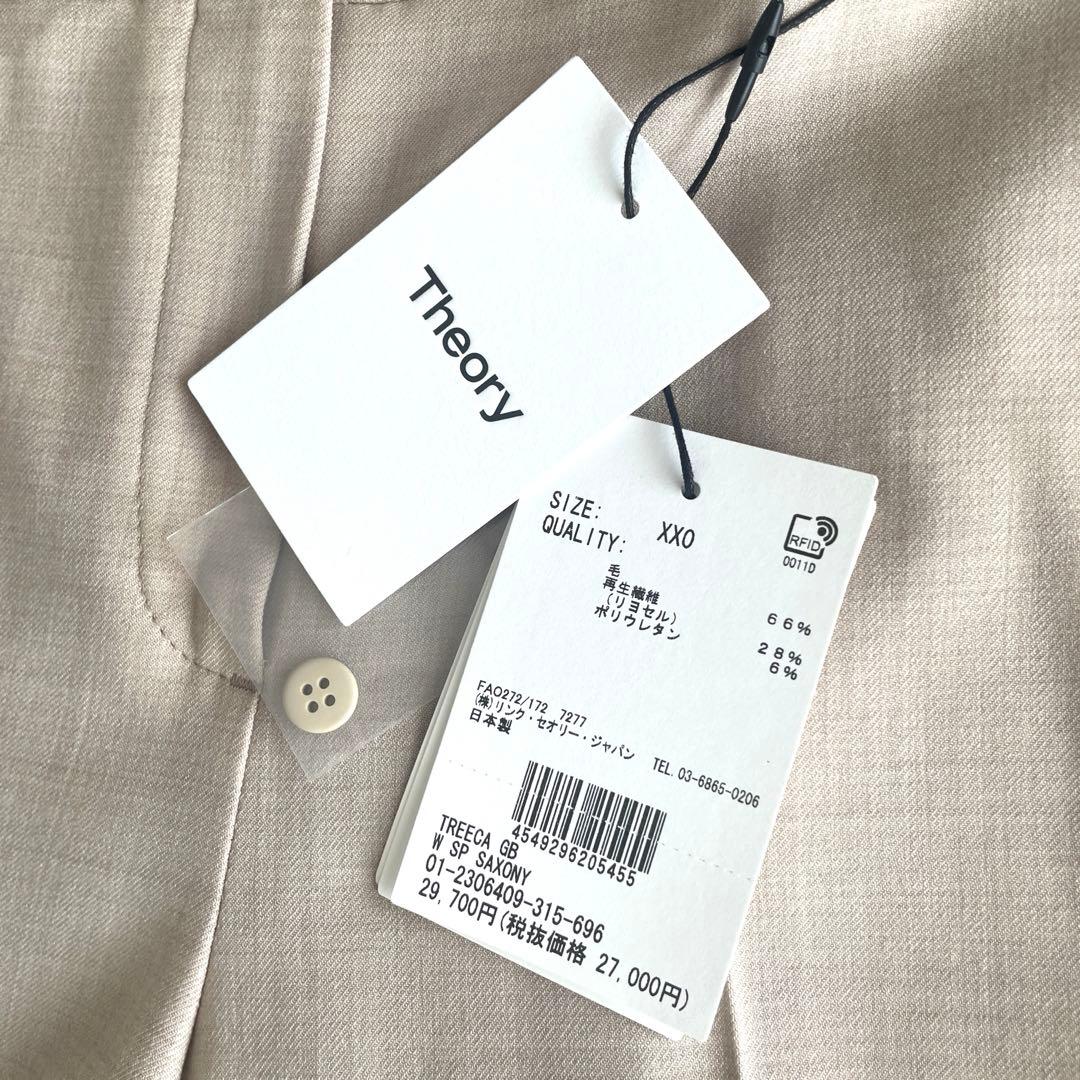 Theory
SIZE: XXO
QUALITY:
RFID
0011D
毛 66%
再生繊維
(リヨセル) 28%
ポリウレタン 6%
FAO272/172 7277
(株)リンク・セオリー・ジャパン TEL. 03-6865-0206
日本製
4549296205455
TREECA GB
W SP SAXONY
01-2306409-315-696
29,700円(税抜価格 27,000円)